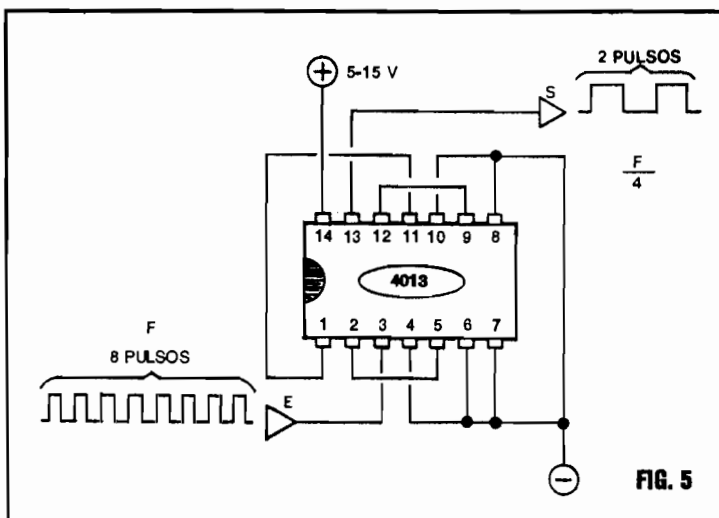 5-15 V
2 PULSOS
S
F
4
14 13 12 11 10 9 8
4013
1 2 3 4 5 6 7
F
8 PULSOS
E
FIG. 5